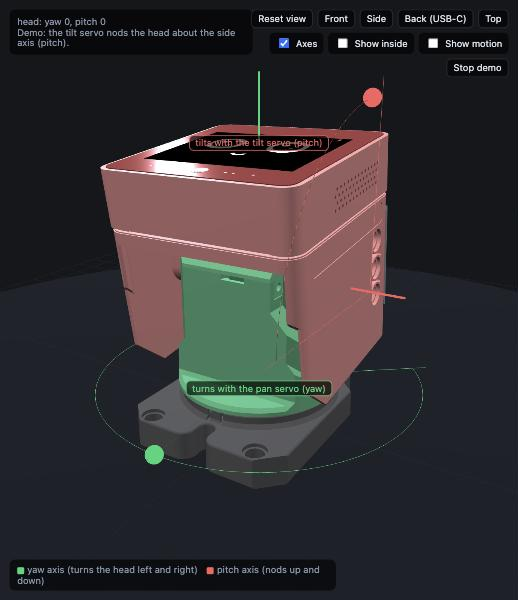 head: yaw 0, pitch 0
Demo: the tilt servo nods the head about the side
axis (pitch).
Reset view
Front
Side
Back (USB-C)
Top
Axes
Show inside
Show motion
Stop demo
tilts with the tilt servo (pitch)
turns with the pan servo (yaw)
yaw axis (turns the head left and right)
pitch axis (nods up and
down)